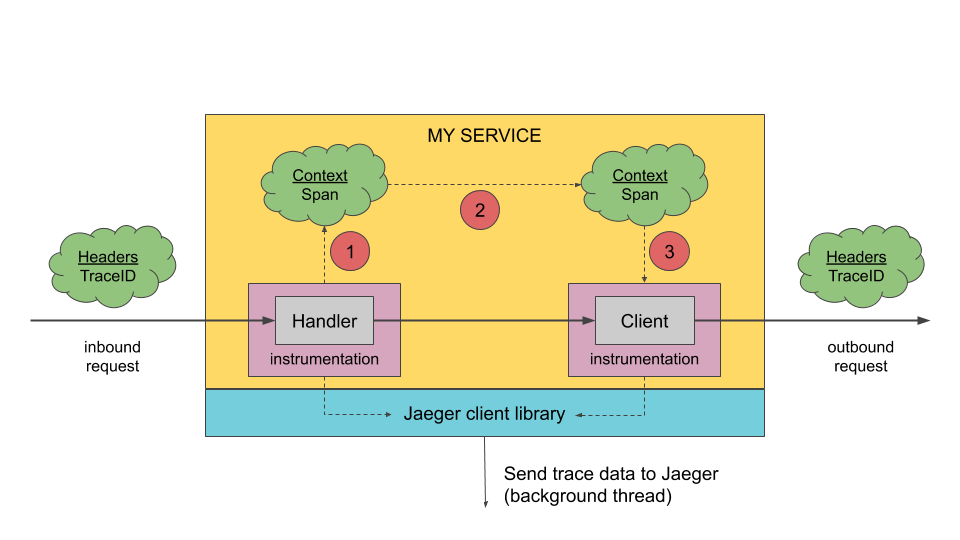 MY SERVICE
Context
Span
Context
Span
2
1
3
Headers
TraceID
Headers
TraceID
Handler
Client
inbound
request
instrumentation
instrumentation
outbound
request
Jaeger client library
Send trace data to Jaeger
(background thread)